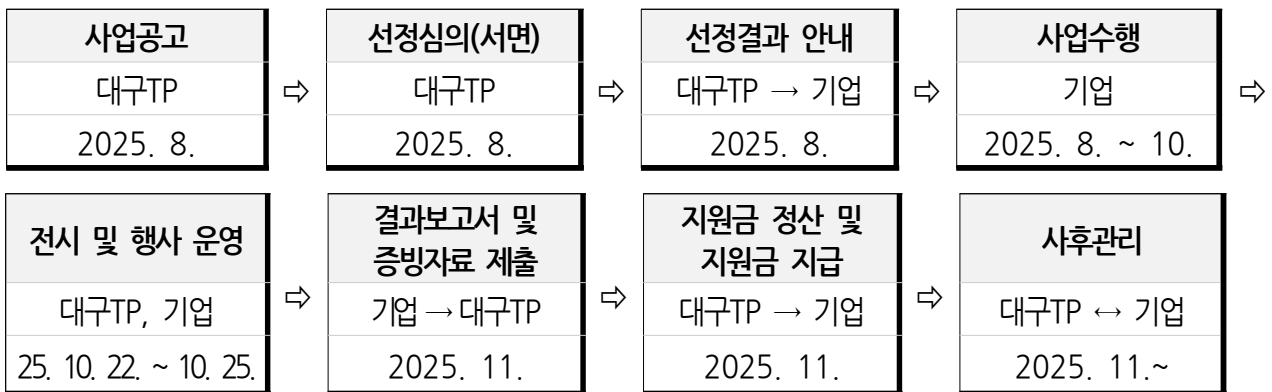 사업공고
대구TP
2025. 8.
⇨
선정심의(서면)
대구TP
2025. 8.
⇨
선정결과 안내
대구TP → 기업
2025. 8.
⇨
사업수행
기업
2025. 8. ~ 10.
⇨
전시 및 행사 운영
대구TP, 기업
25. 10. 22. ~ 10. 25.
⇨
결과보고서 및
증빙자료 제출
기업→대구TP
2025. 11.
⇨
지원금 정산 및
지원금 지급
대구TP → 기업
2025. 11.
⇨
사후관리
대구TP ↔ 기업
2025. 11.~